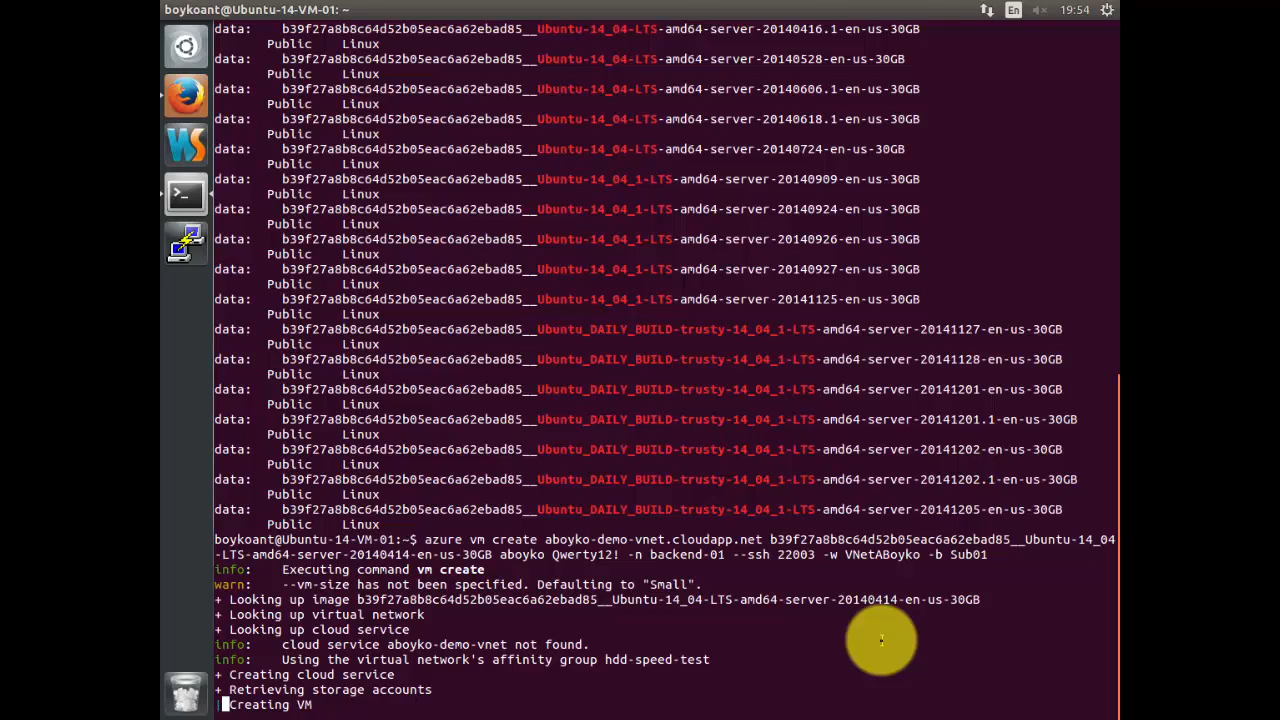 boykoant@Ubuntu-14-VM-01: ~ En 19:54
data: b39f27a8b8c64d52b05eac6a62ebad85__Ubuntu-14_04-LTS-amd64-server-20140416.1-en-us-30GB
Public Linux
data: b39f27a8b8c64d52b05eac6a62ebad85__Ubuntu-14_04-LTS-amd64-server-20140528-en-us-30GB
Public Linux
data: b39f27a8b8c64d52b05eac6a62ebad85__Ubuntu-14_04-LTS-amd64-server-20140606.1-en-us-30GB
Public Linux
data: b39f27a8b8c64d52b05eac6a62ebad85__Ubuntu-14_04-LTS-amd64-server-20140618.1-en-us-30GB
Public Linux
data: b39f27a8b8c64d52b05eac6a62ebad85__Ubuntu-14_04-LTS-amd64-server-20140724-en-us-30GB
Public Linux
data: b39f27a8b8c64d52b05eac6a62ebad85__Ubuntu-14_04_1-LTS-amd64-server-20140909-en-us-30GB
Public Linux
data: b39f27a8b8c64d52b05eac6a62ebad85__Ubuntu-14_04_1-LTS-amd64-server-20140924-en-us-30GB
Public Linux
data: b39f27a8b8c64d52b05eac6a62ebad85__Ubuntu-14_04_1-LTS-amd64-server-20140926-en-us-30GB
Public Linux
data: b39f27a8b8c64d52b05eac6a62ebad85__Ubuntu-14_04_1-LTS-amd64-server-20140927-en-us-30GB
Public Linux
data: b39f27a8b8c64d52b05eac6a62ebad85__Ubuntu-14_04_1-LTS-amd64-server-20141125-en-us-30GB
Public Linux
data: b39f27a8b8c64d52b05eac6a62ebad85__Ubuntu_DAILY_BUILD-trusty-14_04_1-LTS-amd64-server-20141127-en-us-30GB
Public Linux
data: b39f27a8b8c64d52b05eac6a62ebad85__Ubuntu_DAILY_BUILD-trusty-14_04_1-LTS-amd64-server-20141128-en-us-30GB
Public Linux
data: b39f27a8b8c64d52b05eac6a62ebad85__Ubuntu_DAILY_BUILD-trusty-14_04_1-LTS-amd64-server-20141201-en-us-30GB
Public Linux
data: b39f27a8b8c64d52b05eac6a62ebad85__Ubuntu_DAILY_BUILD-trusty-14_04_1-LTS-amd64-server-20141201.1-en-us-30GB
Public Linux
data: b39f27a8b8c64d52b05eac6a62ebad85__Ubuntu_DAILY_BUILD-trusty-14_04_1-LTS-amd64-server-20141202-en-us-30GB
Public Linux
data: b39f27a8b8c64d52b05eac6a62ebad85__Ubuntu_DAILY_BUILD-trusty-14_04_1-LTS-amd64-server-20141202.1-en-us-30GB
Public Linux
data: b39f27a8b8c64d52b05eac6a62ebad85__Ubuntu_DAILY_BUILD-trusty-14_04_1-LTS-amd64-server-20141205-en-us-30GB
Public Linux
boykoant@Ubuntu-14-VM-01:~$ azure vm create aboyko-demo-vnet.cloudapp.net b39f27a8b8c64d52b05eac6a62ebad85__Ubuntu-14_04
-LTS-amd64-server-20140414-en-us-30GB aboyko Qwerty12! -n backend-01 --ssh 22003 -w VNetABoyko -b Sub01
info: Executing command vm create
warn: --vm-size has not been specified. Defaulting to "Small".
+ Looking up image b39f27a8b8c64d52b05eac6a62ebad85__Ubuntu-14_04-LTS-amd64-server-20140414-en-us-30GB
+ Looking up virtual network
+ Looking up cloud service
info: cloud service aboyko-demo-vnet not found.
info: Using the virtual network's affinity group hdd-speed-test
+ Creating cloud service
+ Retrieving storage accounts
| Creating VM